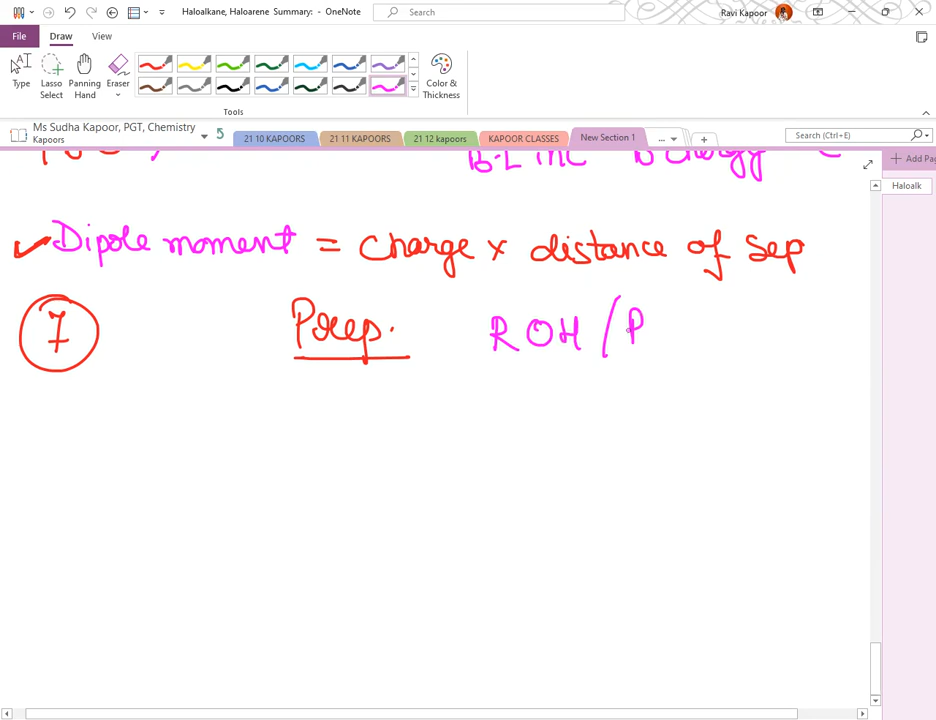 Haloalkane, Haloarene Summary: - OneNote
Search
Ravi Kapoor
File Draw View
Type Lasso Select Panning Hand Eraser Color & Thickness
Tools
Ms Sudha Kapoor, PGT, Chemistry
Kapoors
21 10 KAPOORS 21 11 KAPOORS 21 12 kapoors KAPOOR CLASSES New Section 1 ...
Search (Ctrl+E)
Add Pag
Haloalk
Dipole moment = Charge × distance of Sep
7 Prep. ROH / P